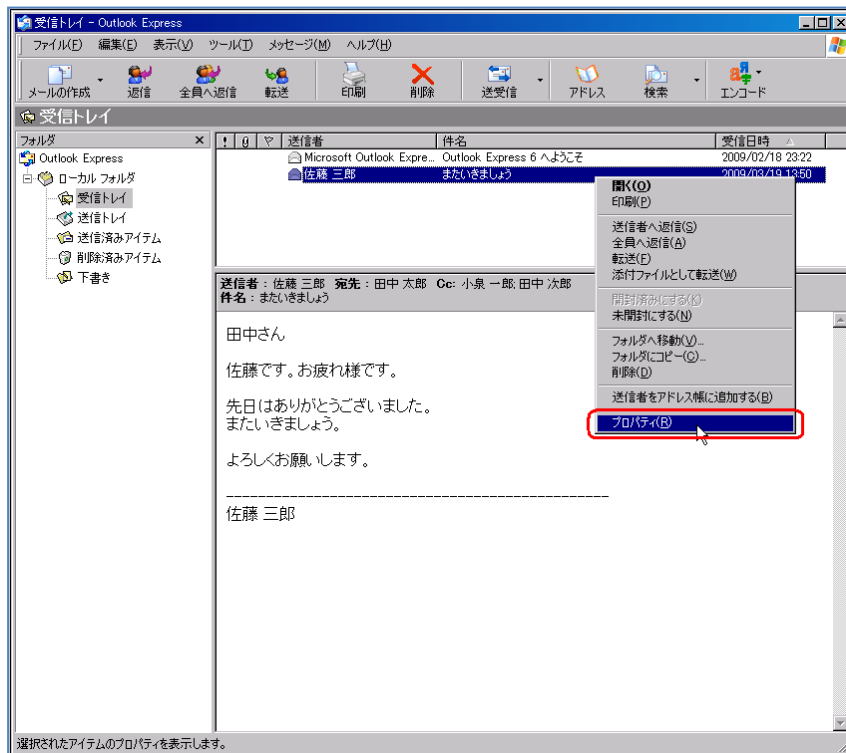 受信トレイ - Outlook Express
ファイル(F) 編集(E) 表示(V) ツール(T) メッセージ(M) ヘルプ(H)
メールの作成 返信 全員へ返信 転送 印刷 削除 送受信 アドレス 検索 エンコード
受信トレイ
フォルダ
Outlook Express
ローカル フォルダ
受信トレイ
送信トレイ
送信済みアイテム
削除済みアイテム
下書き
! 送信者 件名 受信日時
Microsoft Outlook Expre... Outlook Express 6 へようこそ 2009/02/18 23:22
佐藤 三郎 またいきましょう 2009/03/19 13:50
開く(O)
印刷(P)
送信者へ返信(S)
全員へ返信(A)
転送(F)
添付ファイルとして転送(W)
開封済みにする(K)
未開封にする(N)
フォルダへ移動(V)...
フォルダにコピー(C)...
削除(D)
送信者をアドレス帳に追加する(B)
プロパティ(R)
送信者: 佐藤 三郎 宛先: 田中 太郎 Cc: 小泉 一郎; 田中 次郎
件名: またいきましょう
田中さん
佐藤です。お疲れ様です。
先日はありがとうございました。
またいきましょう。
よろしくお願いします。
------------------------------------------------
佐藤 三郎
選択されたアイテムのプロパティを表示します。